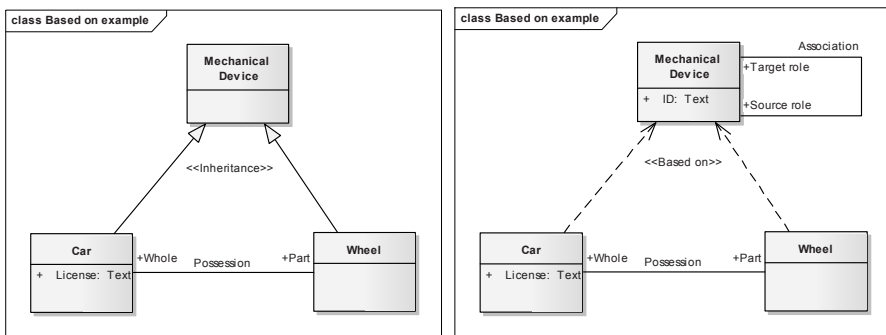 class Based on example
Mechanical
Device
<<Inheritance>>
Car
+ License: Text
+Whole
Possession
+Part
Wheel
class Based on example
Mechanical
Device
+ ID: Text
Association
+Target role
+Source role
<<Based on>>
Car
+ License: Text
+Whole
Possession
+Part
Wheel